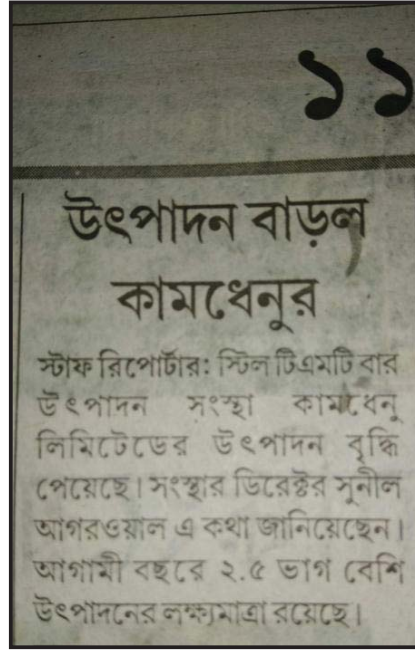 ১১
উৎপাদন বাড়ল
কামধেনুর
স্টাফ রিপোর্টার: স্টিল টিএমটি বার
উৎপাদন সংস্থা কামধেনু
লিমিটেডের উৎপাদন বৃদ্ধি
পেয়েছে। সংস্থার ডিরেক্টর সুনীল
আগরওয়াল এ কথা জানিয়েছেন।
আগামী বছরে ২.৫ ভাগ বেশি
উৎপাদনের লক্ষ্যমাত্রা রয়েছে।